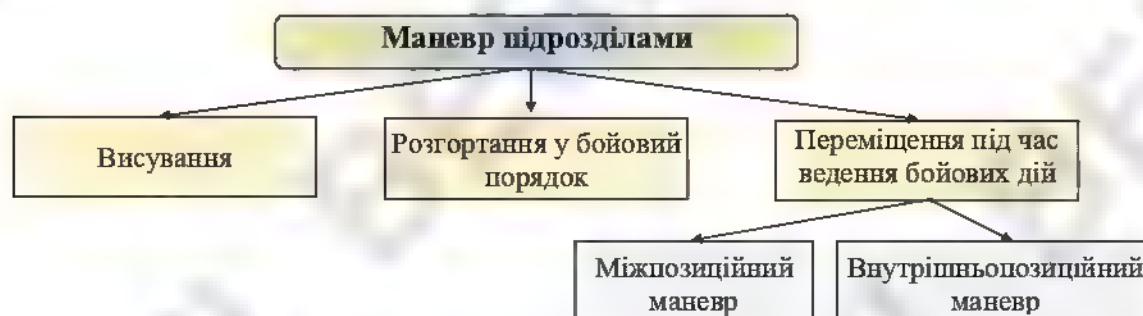 Маневр підрозділами
Висування
Розгортання у бойовий
порядок
Переміщення під час
ведення бойових дій
Міжпозиційний
маневр
Внутрішньопозиційний
маневр